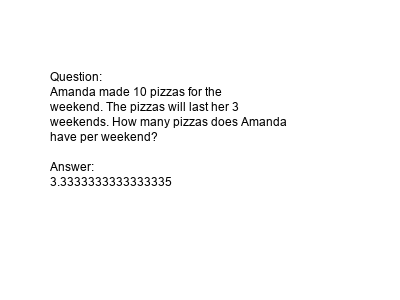 Question:
Amanda made 10 pizzas for the
weekend. The pizzas will last her 3
weekends. How many pizzas does Amanda
have per weekend?

Answer:
3.3333333333333335